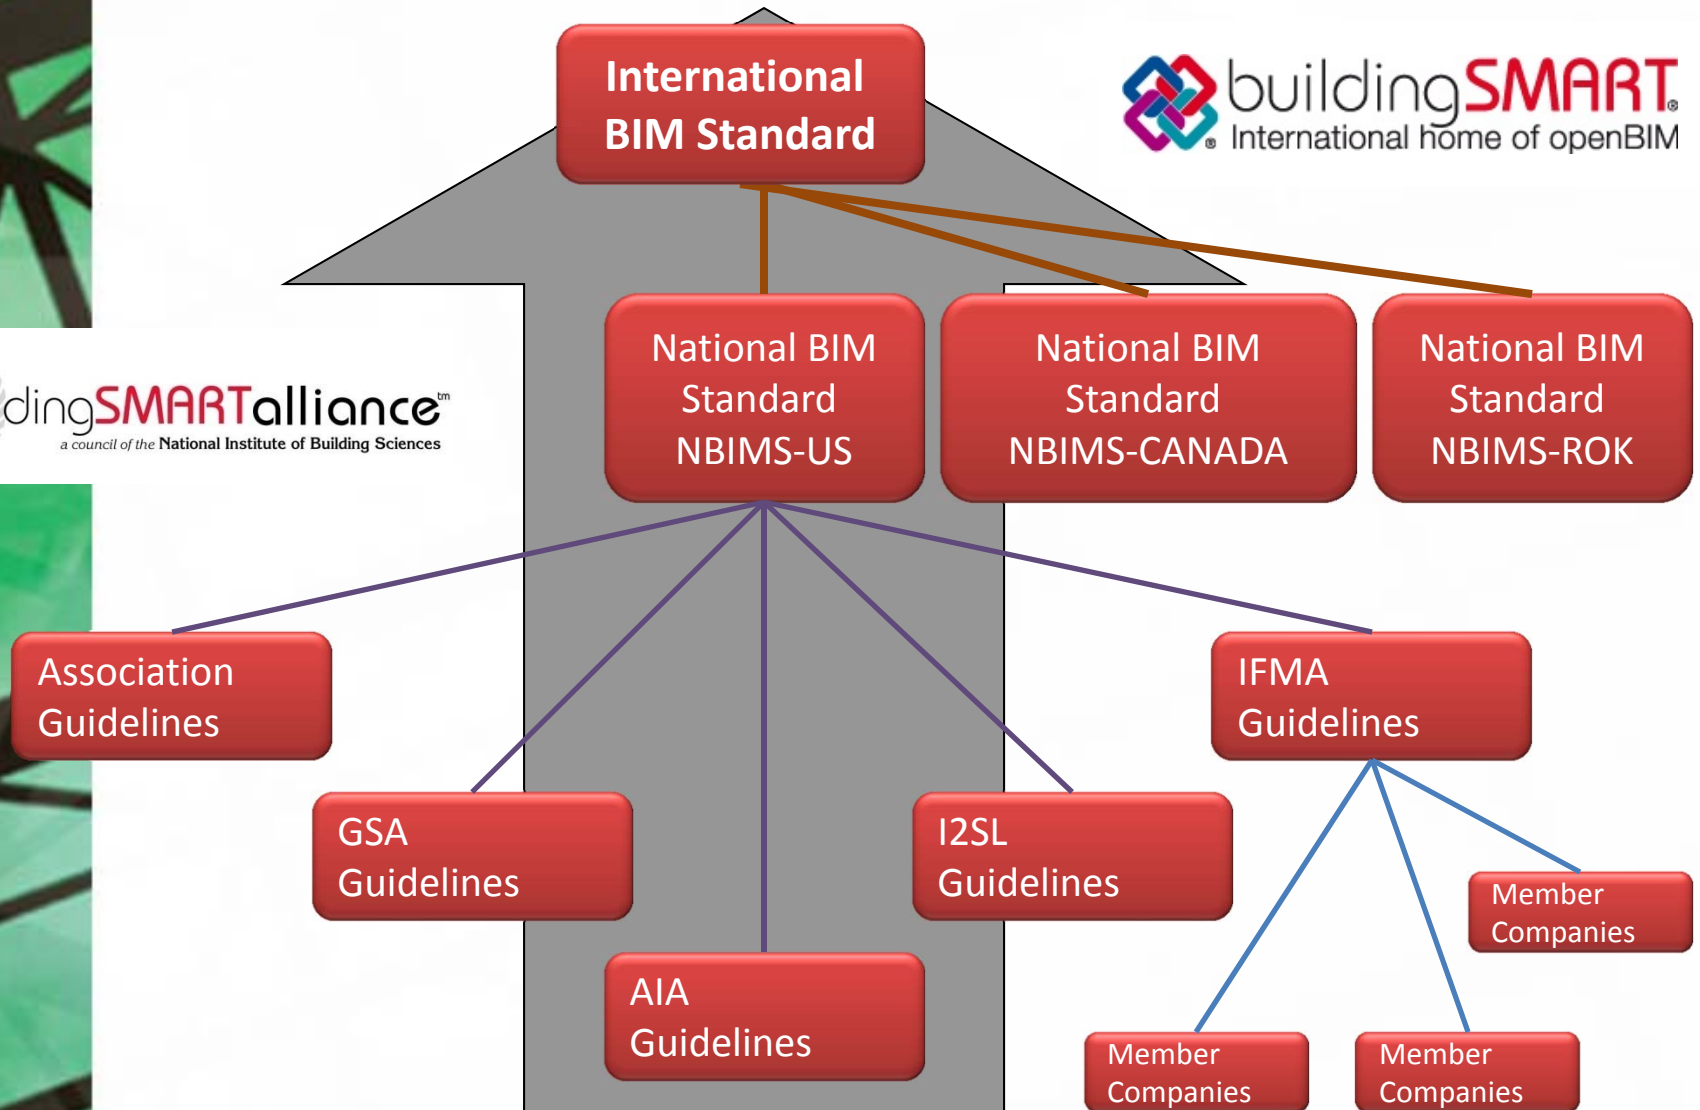 International
BIM Standard
buildingSMART®
International home of openBIM
National BIM
Standard
NBIMS-US
National BIM
Standard
NBIMS-CANADA
National BIM
Standard
NBIMS-ROK
dingSMARTalliance™
a council of the National Institute of Building Sciences
Association
Guidelines
IFMA
Guidelines
GSA
Guidelines
I2SL
Guidelines
Member
Companies
AIA
Guidelines
Member
Companies
Member
Companies